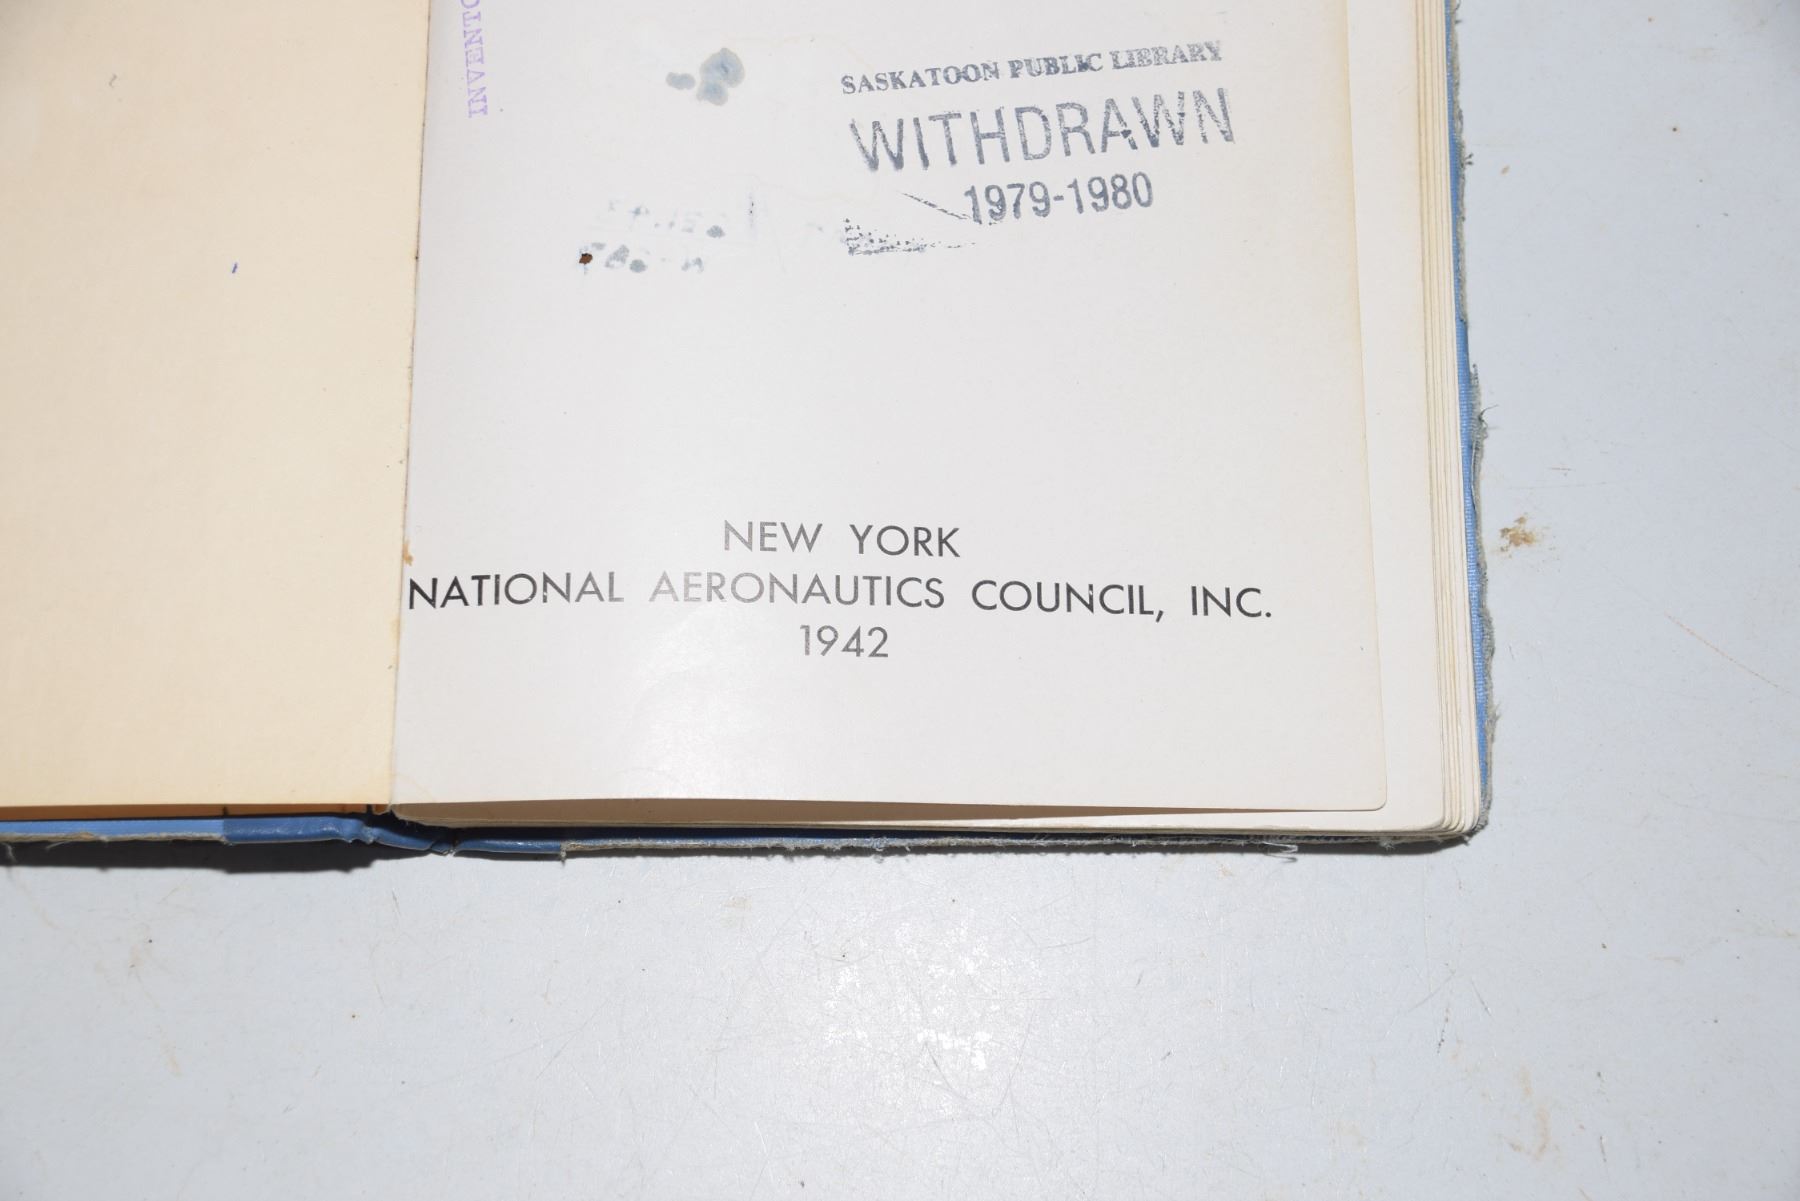 SASKATOON PUBLIC LIBRARY
WITHDRAWN
1979-1980
NEW YORK
NATIONAL AERONAUTICS COUNCIL, INC.
1942